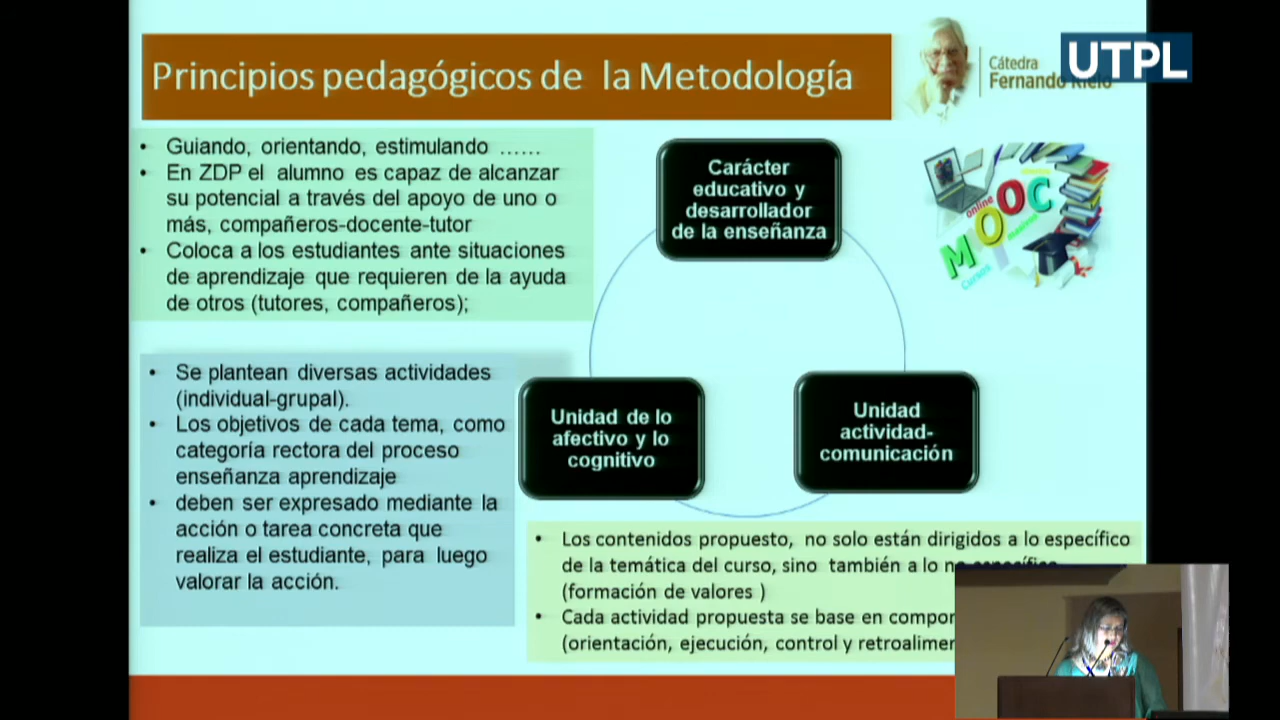 Principios pedagógicos de la Metodología
Cátedra
Fernando Rielo
UTPL
• Guiando, orientando, estimulando ……
• En ZDP el alumno es capaz de alcanzar
su potencial a través del apoyo de uno o
más, compañeros-docente-tutor
• Coloca a los estudiantes ante situaciones
de aprendizaje que requieren de la ayuda
de otros (tutores, compañeros);
Carácter
educativo y
desarrollador
de la enseñanza
online
MOOC
masivos
Cursos
• Se plantean diversas actividades
(individual-grupal).
• Los objetivos de cada tema, como
categoría rectora del proceso
enseñanza aprendizaje
• deben ser expresado mediante la
acción o tarea concreta que
realiza el estudiante, para luego
valorar la acción.
Unidad de lo
afectivo y lo
cognitivo
Unidad
actividad-
comunicación
• Los contenidos propuesto, no solo están dirigidos a lo específico
de la temática del curso, sino también a lo no específico
(formación de valores )
• Cada actividad propuesta se base en
(orientación, ejecución, control y